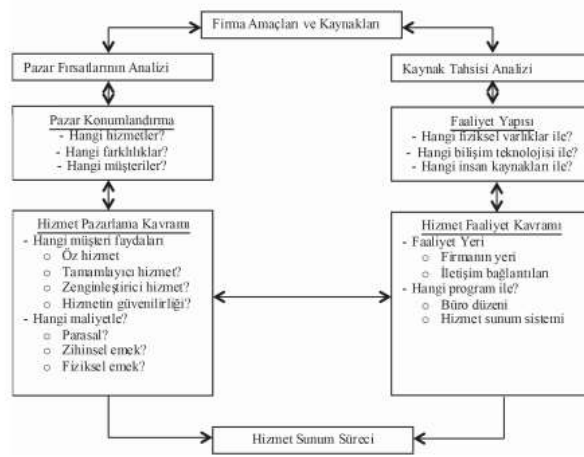 Firma Amaçları ve Kaynakları
Pazar Fırsatlarının Analizi
Kaynak Tahsisi Analizi
Pazar Konumlandırma
- Hangi hizmetler?
- Hangi farklılıklar?
- Hangi müşteriler?
Faaliyet Yapısı
- Hangi fiziksel varlıklar ile?
- Hangi bilişim teknolojisi ile?
- Hangi insan kaynakları ile?
Hizmet Pazarlama Kavramı
- Hangi müşteri faydaları
o Öz hizmet
o Tamamlayıcı hizmet?
o Zenginleştirici hizmet?
o Hizmetin güvenilirliği?
- Hangi maliyetle?
o Parasal?
o Zihinsel emek?
o Fiziksel emek?
Hizmet Faaliyet Kavramı
- Faaliyet Yeri
o Firmanın yeri
o İletişim bağlantıları
- Hangi program ile?
o Büro düzeni
o Hizmet sunum sistemi
Hizmet Sunum Süreci